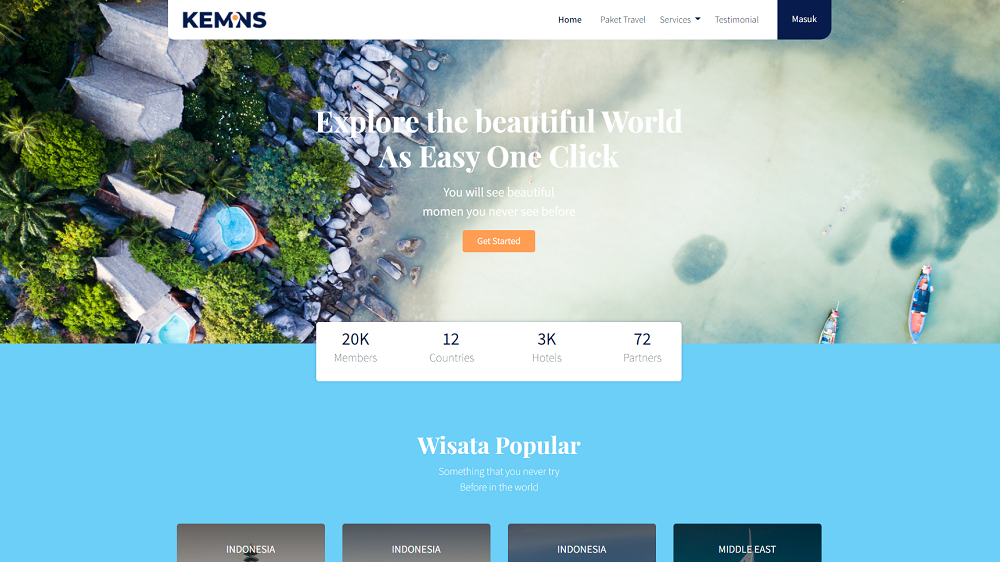 KEMNS
Home Paket Travel Services Testimonial Masuk
Explore the beautiful World
As Easy One Click
You will see beautiful
momen you never see before
Get Started
20K 12 3K 72
Members Countries Hotels Partners
Wisata Popular
Something that you never try
Before in the world
INDONESIA INDONESIA INDONESIA MIDDLE EAST